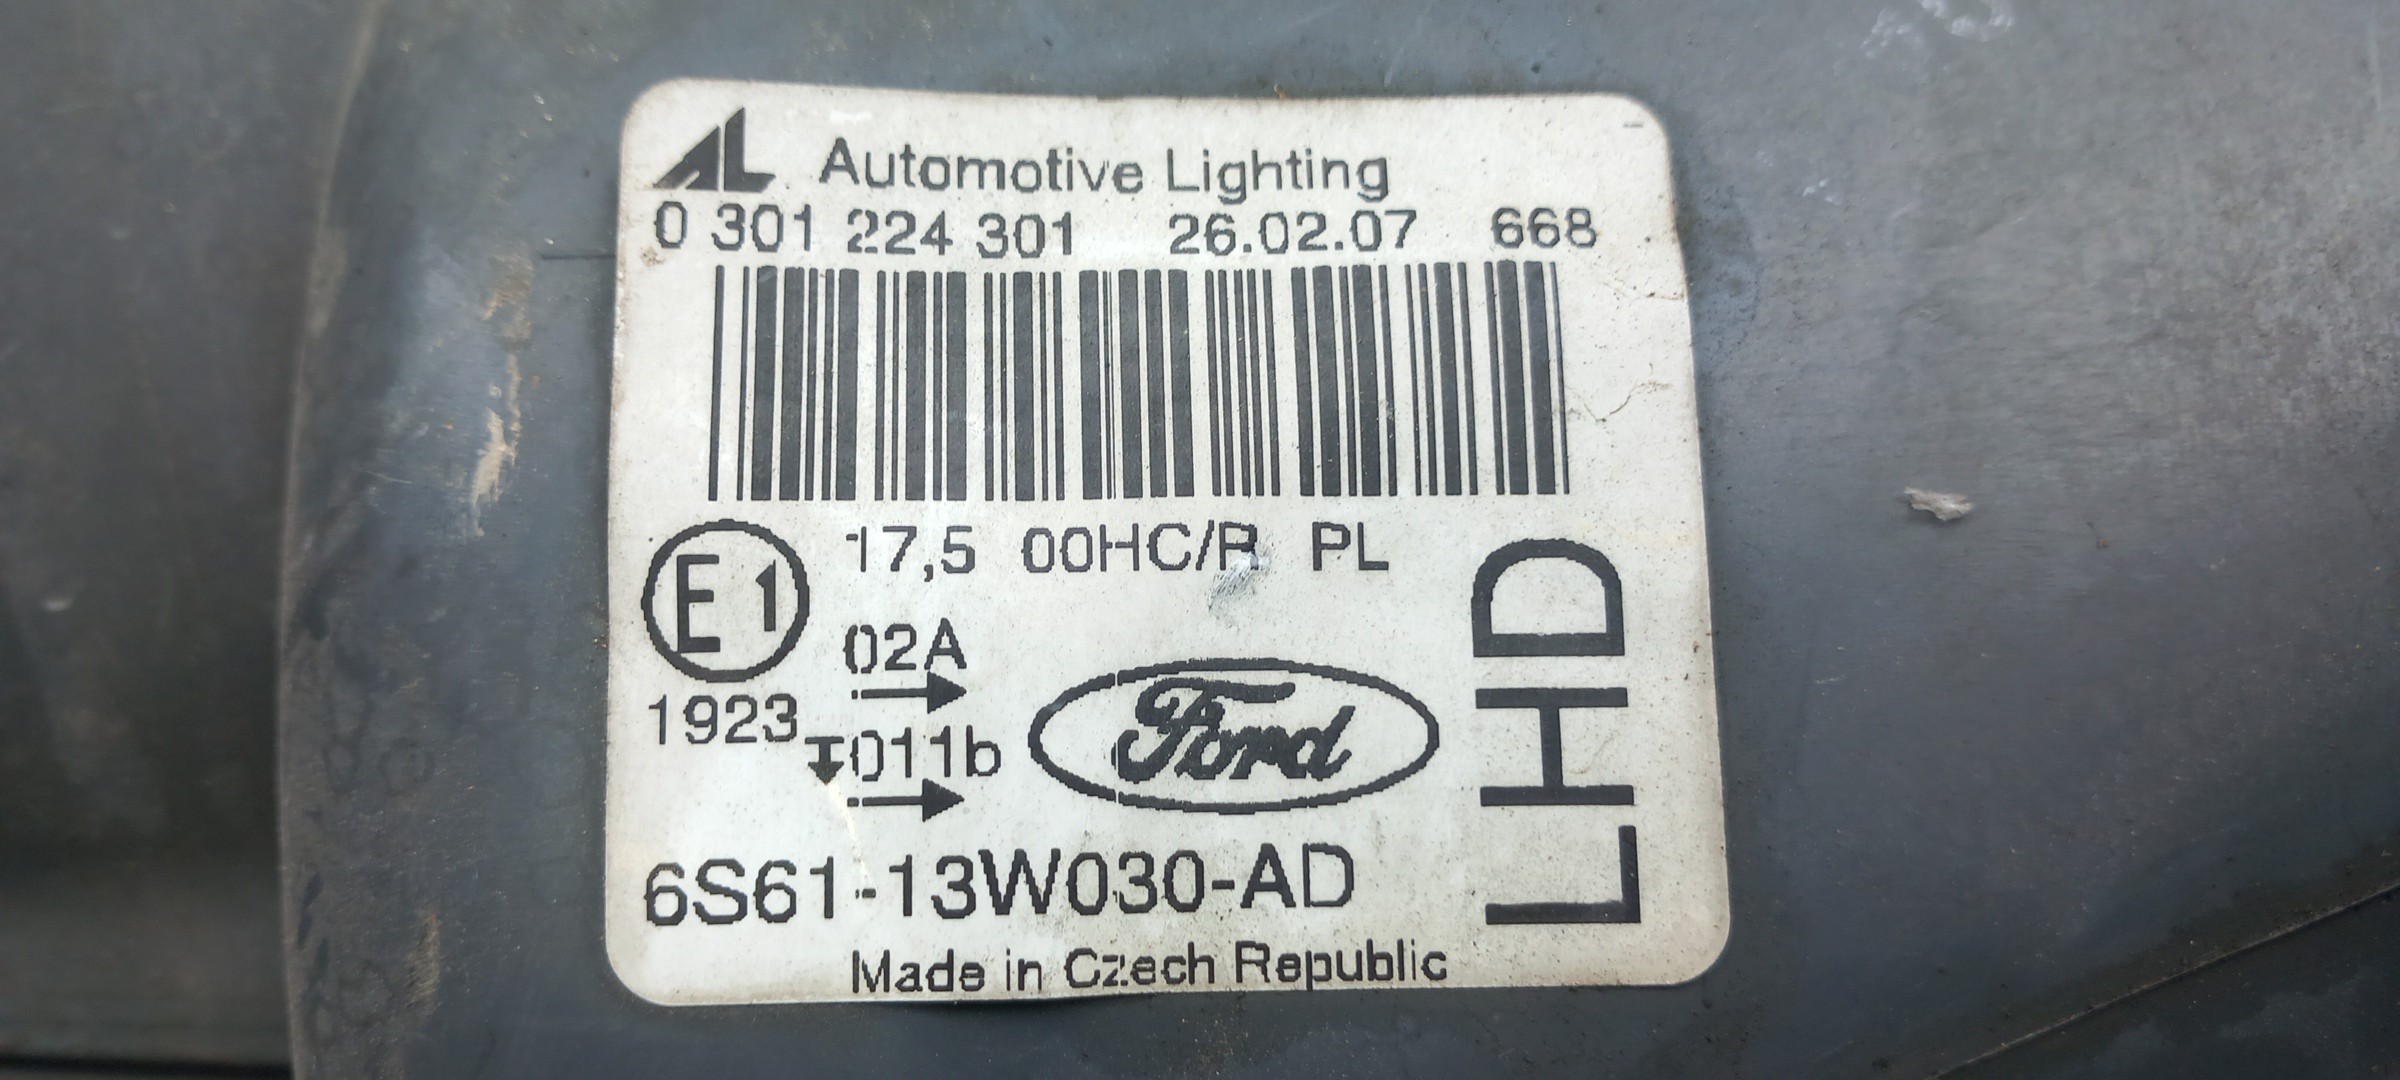 AL Automotive Lighting
0 301 224 301 26.02.07 668
E1 17,5 00HC/R PL
02A
1923
011b
Ford
LHD
6S61-13W030-AD
Made in Czech Republic